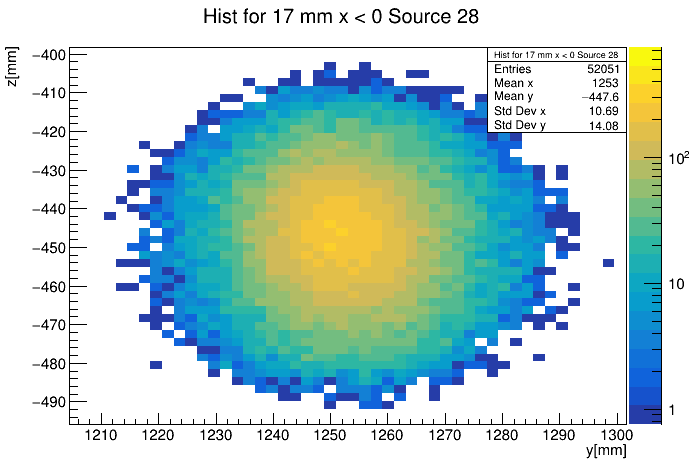 Hist for 17 mm x < 0 Source 28
z[mm]
Hist for 17 mm x < 0 Source 28
Entries 52051
Mean x 1253
Mean y −447.6
Std Dev x 10.69
Std Dev y 14.08
−400
−410
−420
−430
−440
−450
−460
−470
−480
−490
10²
10
1
1210 1220 1230 1240 1250 1260 1270 1280 1290 1300
y[mm]